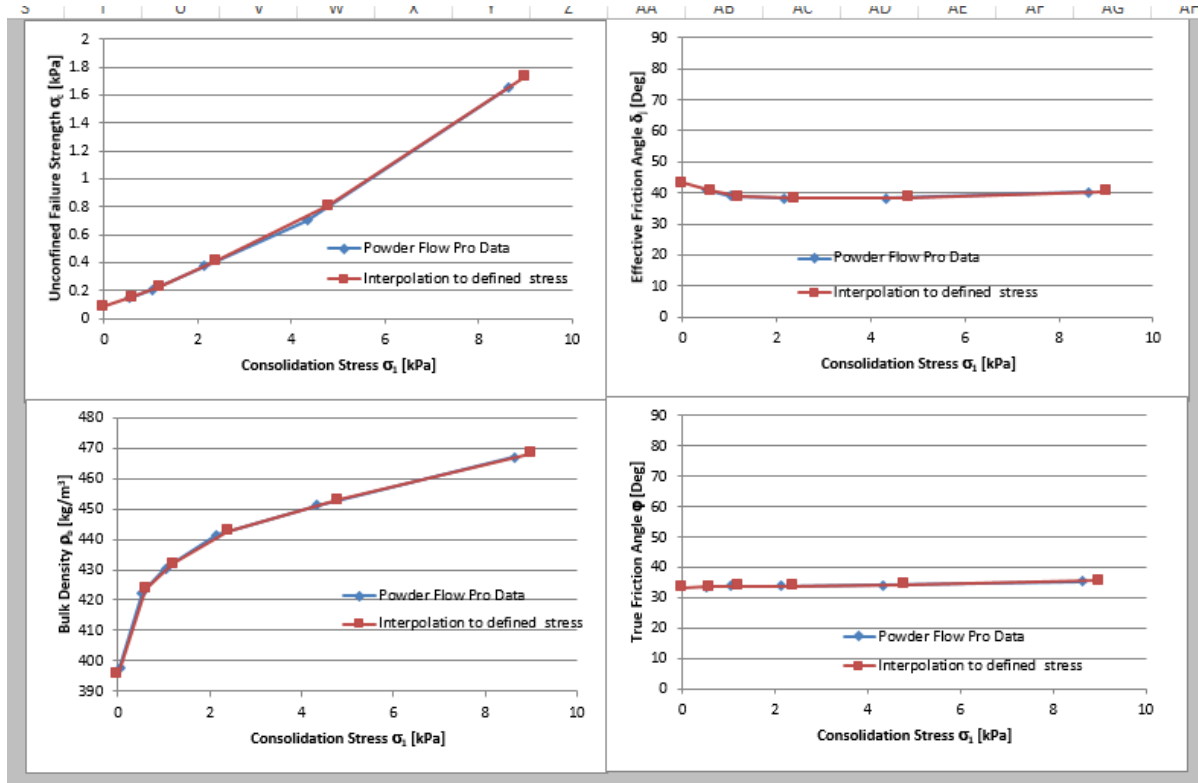 S T U V W X Y Z AA AB AC AD AE AF AG AH
2
1.8
1.6
1.4
1.2
1
0.8
0.6
0.4
0.2
0
Unconfined Failure Strength σc [kPa]
Powder Flow Pro Data
Interpolation to defined stress
0 2 4 6 8 10
Consolidation Stress σ1 [kPa]
90
80
70
60
50
40
30
20
10
0
Effective Friction Angle δj [Deg]
Powder Flow Pro Data
Interpolation to defined stress
0 2 4 6 8 10
Consolidation Stress σ1 [kPa]
480
470
460
450
440
430
420
410
400
390
Bulk Density ρb [kg/m³]
Powder Flow Pro Data
Interpolation to defined stress
0 2 4 6 8 10
Consolidation Stress σ1 [kPa]
90
80
70
60
50
40
30
20
10
0
True Friction Angle φ [Deg]
Powder Flow Pro Data
Interpolation to defined stress
0 2 4 6 8 10
Consolidation Stress σ1 [kPa]